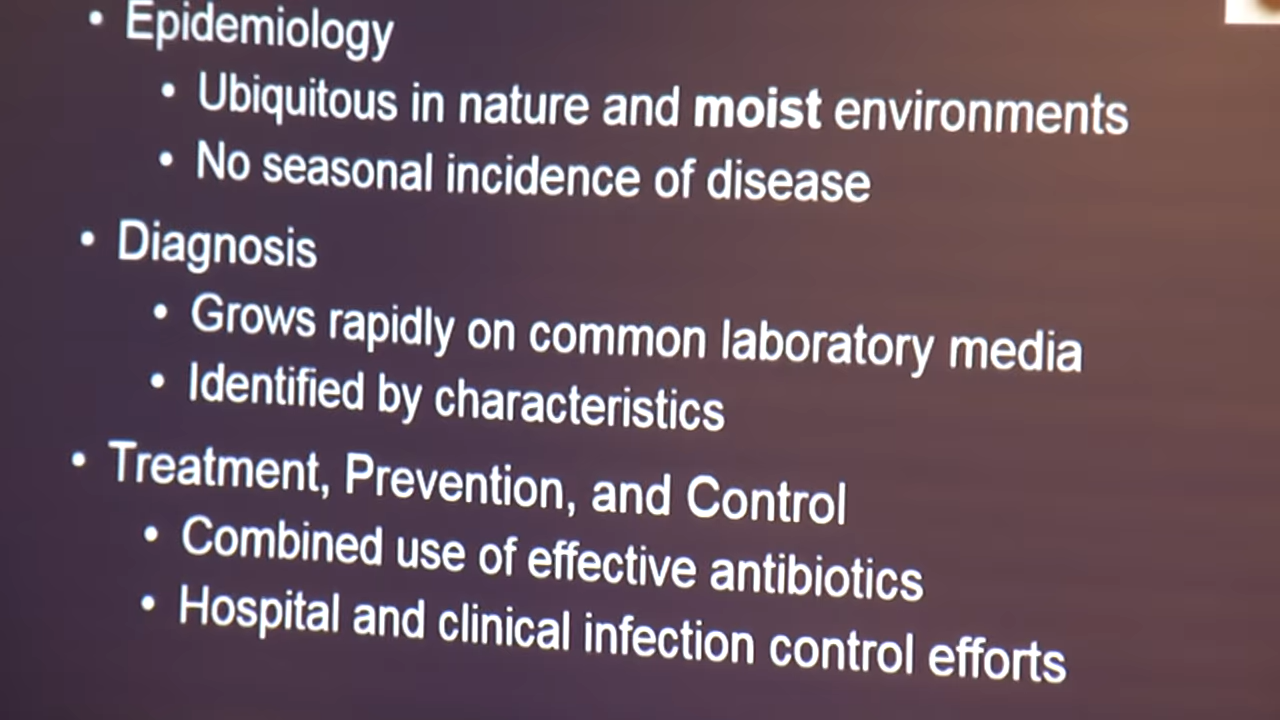 • Epidemiology
• Ubiquitous in nature and moist environments
• No seasonal incidence of disease
• Diagnosis
• Grows rapidly on common laboratory media
• Identified by characteristics
• Treatment, Prevention, and Control
• Combined use of effective antibiotics
• Hospital and clinical infection control efforts